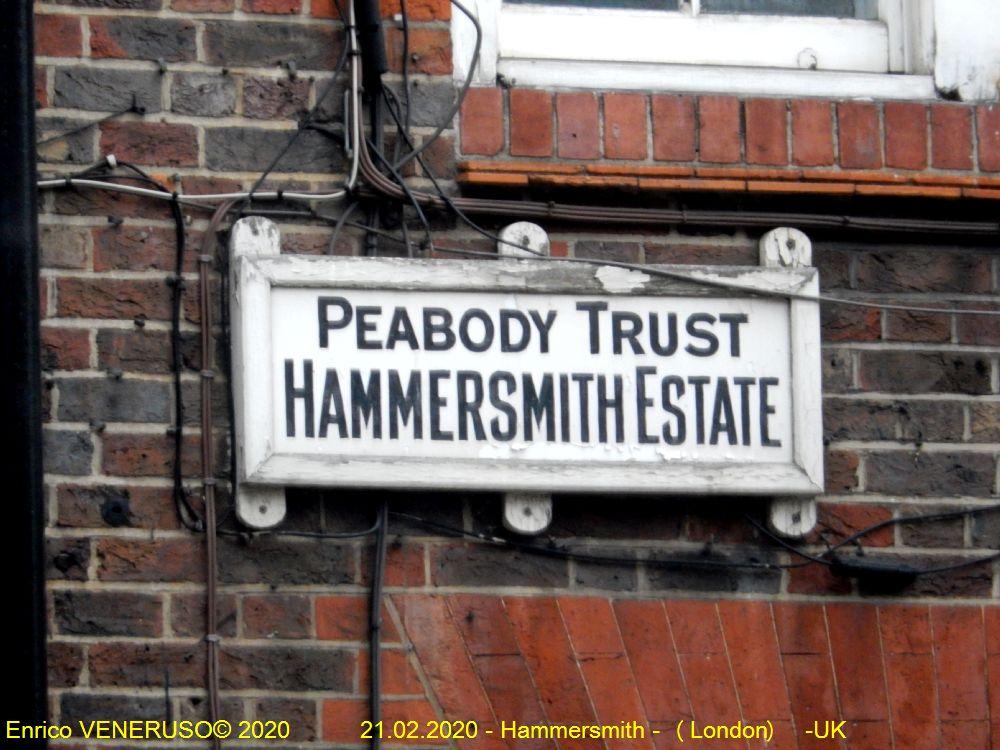 PEABODY TRUST
HAMMERSMITH ESTATE
Enrico VENERUSO© 2020 21.02.2020 - Hammersmith - ( London) -UK